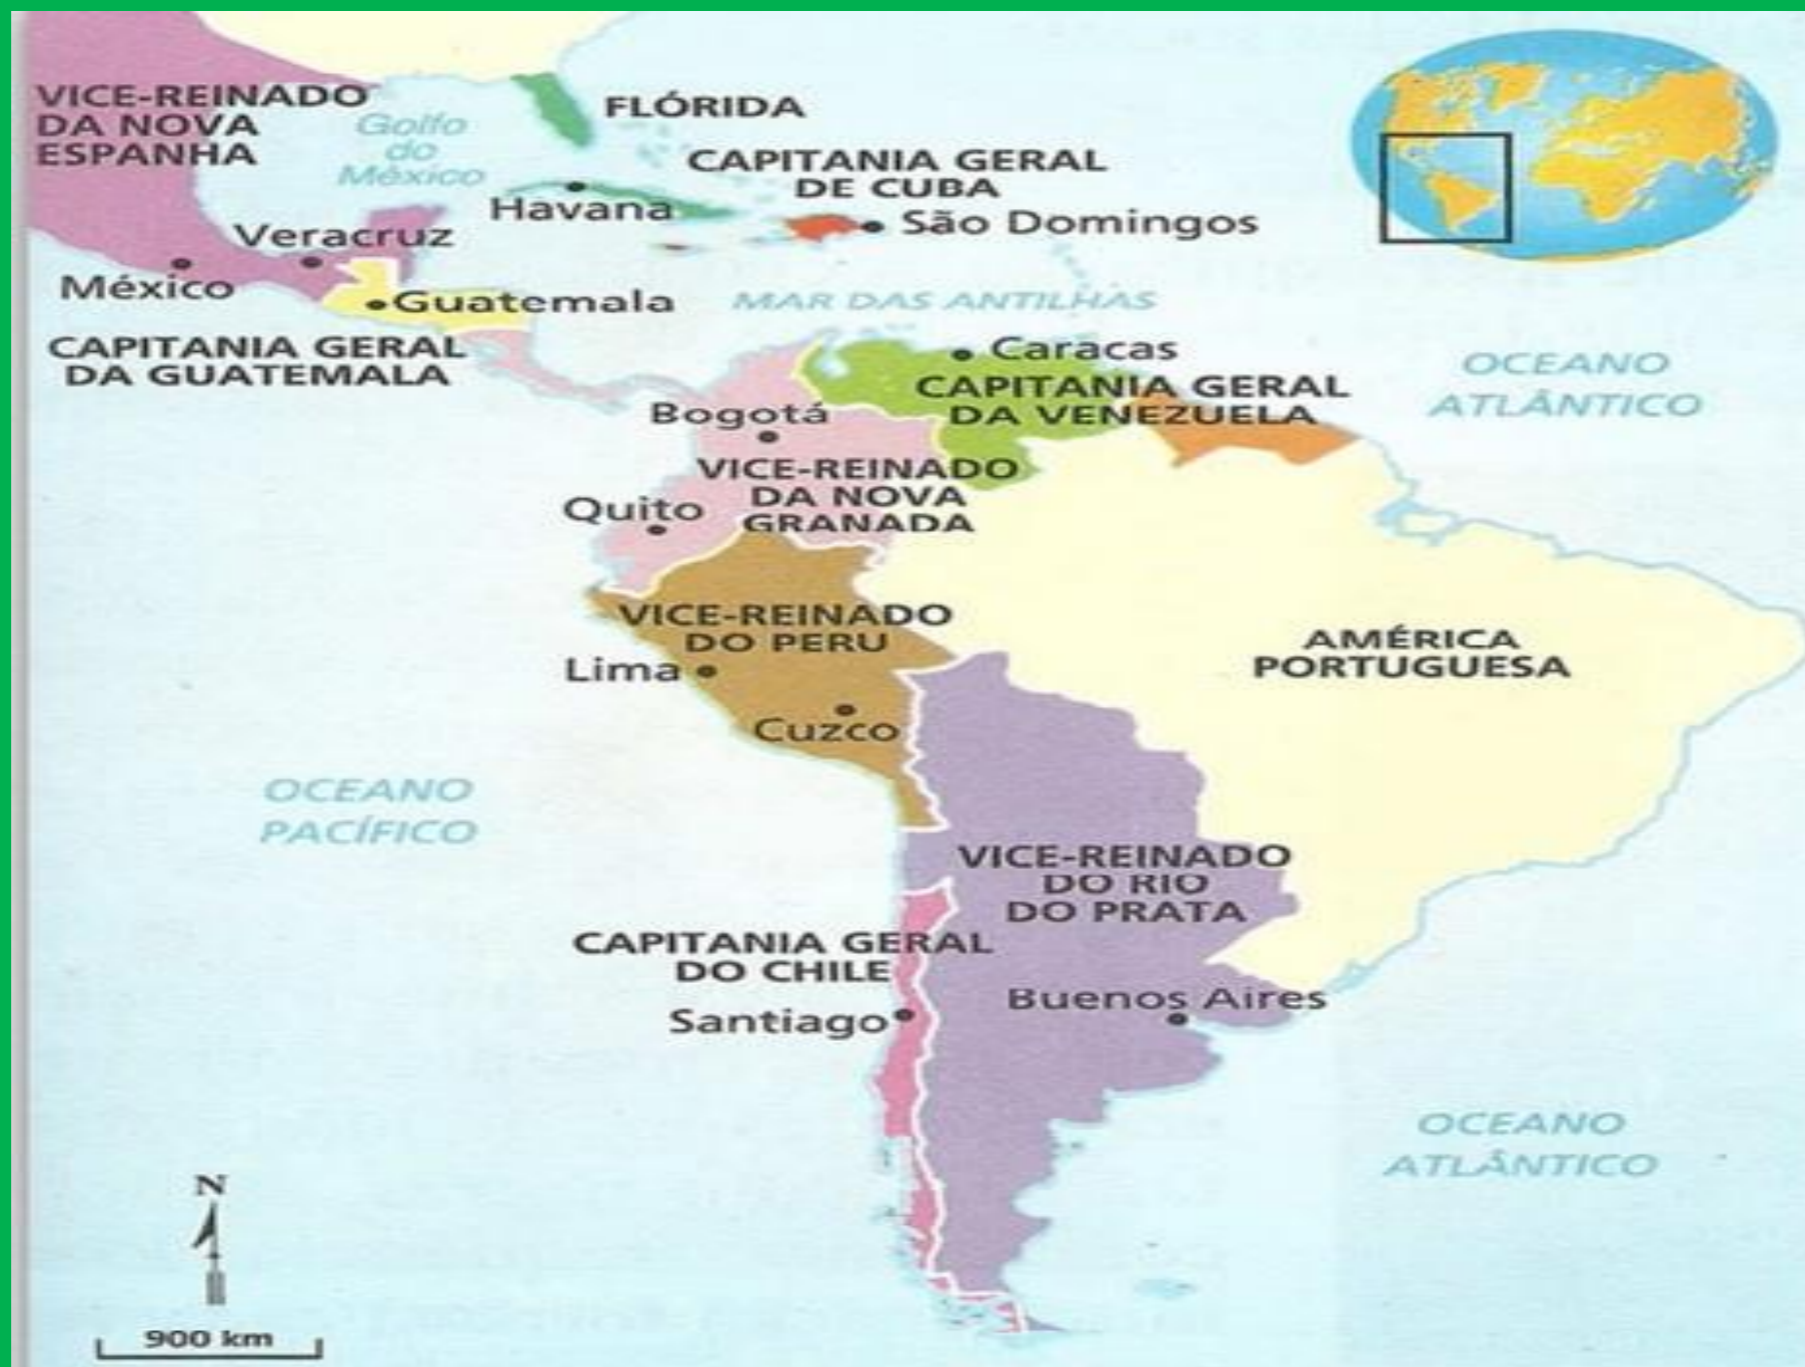 VICE-REINADO
DA NOVA
ESPANHA
Golfo
do
México
FLÓRIDA
CAPITANIA GERAL
DE CUBA
Havana
São Domingos
Veracruz
México
Guatemala
MAR DAS ANTILHAS
CAPITANIA GERAL
DA GUATEMALA
Caracas
CAPITANIA GERAL
DA VENEZUELA
OCEANO
ATLÂNTICO
Bogotá
VICE-REINADO
DA NOVA
GRANADA
Quito
VICE-REINADO
DO PERU
Lima
Cuzco
AMÉRICA
PORTUGUESA
OCEANO
PACÍFICO
VICE-REINADO
DO RIO
DO PRATA
CAPITANIA GERAL
DO CHILE
Santiago
Buenos Aires
OCEANO
ATLÂNTICO
N
900 km